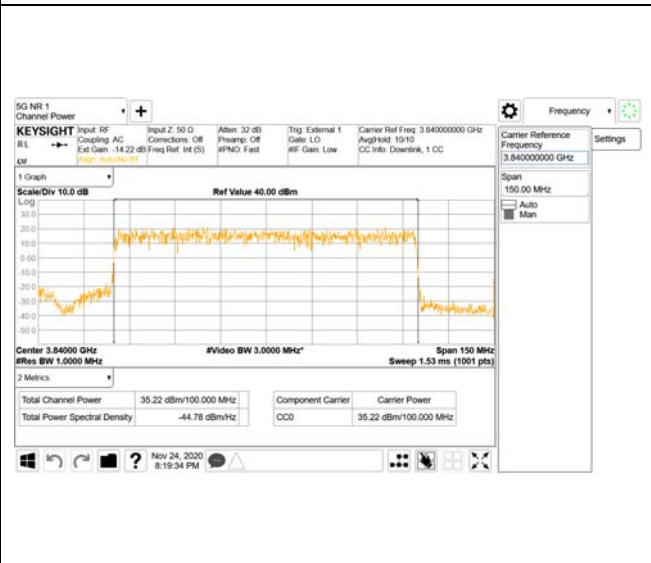 5G NR 1
Channel Power
+
Frequency
KEYSIGHT
RL
Input: RF
Coupling: AC
Ext Gain: -14.22 dB
Align: Auto/No RF
Input Z: 50 Ω
Corrections: Off
Freq Ref: Int (S)
Atten: 32 dB
Preamp: Off
#PNO: Fast
Trig: External 1
Gate: LO
#IF Gain: Low
Carrier Ref Freq: 3.840000000 GHz
Avg|Hold: 10/10
CC Info: Downlink, 1 CC
Carrier Reference
Frequency
3.840000000 GHz
Settings
Span
150.00 MHz
Auto
Man
1 Graph
Scale/Div 10.0 dB
Ref Value 40.00 dBm
Log
30.0
20.0
10.0
0.00
-10.0
-20.0
-30.0
-40.0
-50.0
Center 3.84000 GHz
#Video BW 3.0000 MHz*
Span 150 MHz
#Res BW 1.0000 MHz
Sweep 1.53 ms (1001 pts)
2 Metrics
Total Channel Power
35.22 dBm/100.000 MHz
Total Power Spectral Density
-44.78 dBm/Hz
Component Carrier
Carrier Power
CC0
35.22 dBm/100.000 MHz
?
Nov 24, 2020
8:19:34 PM